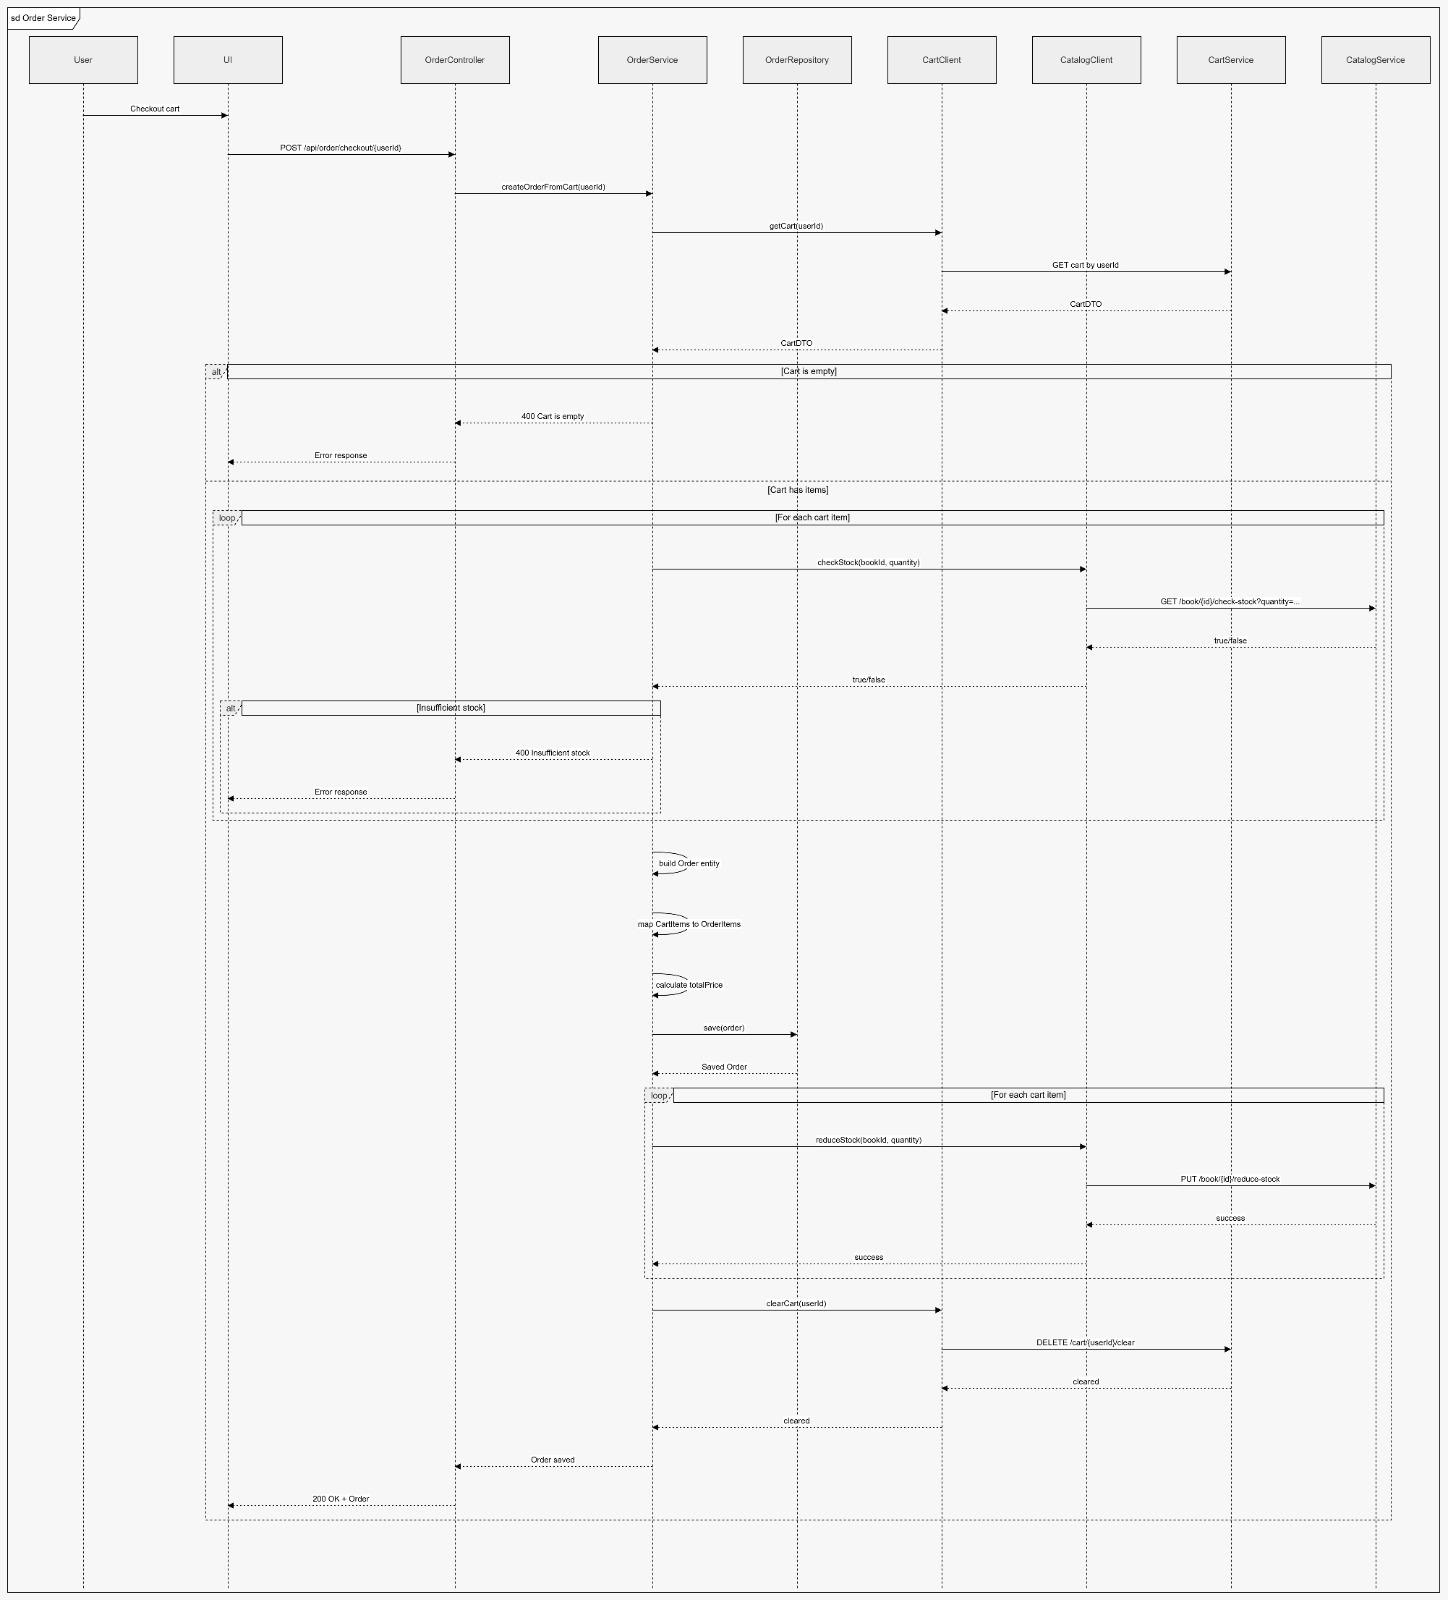 sd Order Service
User
UI
OrderController
OrderService
OrderRepository
CartClient
CatalogClient
CartService
CatalogService
Checkout cart
POST /api/order/checkout/{userId}
createOrderFromCart(userId)
getCart(userId)
GET cart by userId
CartDTO
CartDTO
alt
[Cart is empty]
400 Cart is empty
Error response
[Cart has items]
loop
[For each cart item]
checkStock(bookId, quantity)
GET /book/{id}/check-stock?quantity=...
true/false
true/false
alt
[Insufficient stock]
400 Insufficient stock
Error response
build Order entity
map CartItems to OrderItems
calculate totalPrice
save(order)
Saved Order
loop
[For each cart item]
reduceStock(bookId, quantity)
PUT /book/{id}/reduce-stock
success
success
clearCart(userId)
DELETE /cart/{userId}/clear
cleared
cleared
Order saved
200 OK + Order